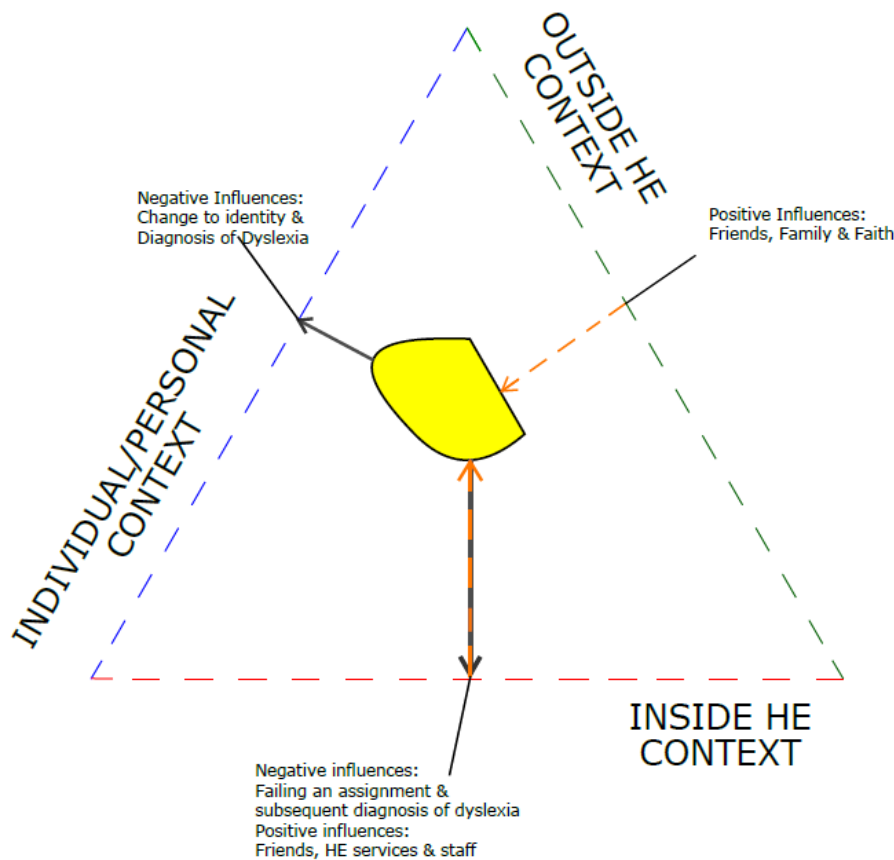 OUTSIDE HE
CONTEXT
Negative Influences:
Change to identity &
Diagnosis of Dyslexia
Positive Influences:
Friends, Family & Faith
INDIVIDUAL/PERSONAL
CONTEXT
INSIDE HE
CONTEXT
Negative influences:
Failing an assignment &
subsequent diagnosis of dyslexia
Positive influences:
Friends, HE services & staff